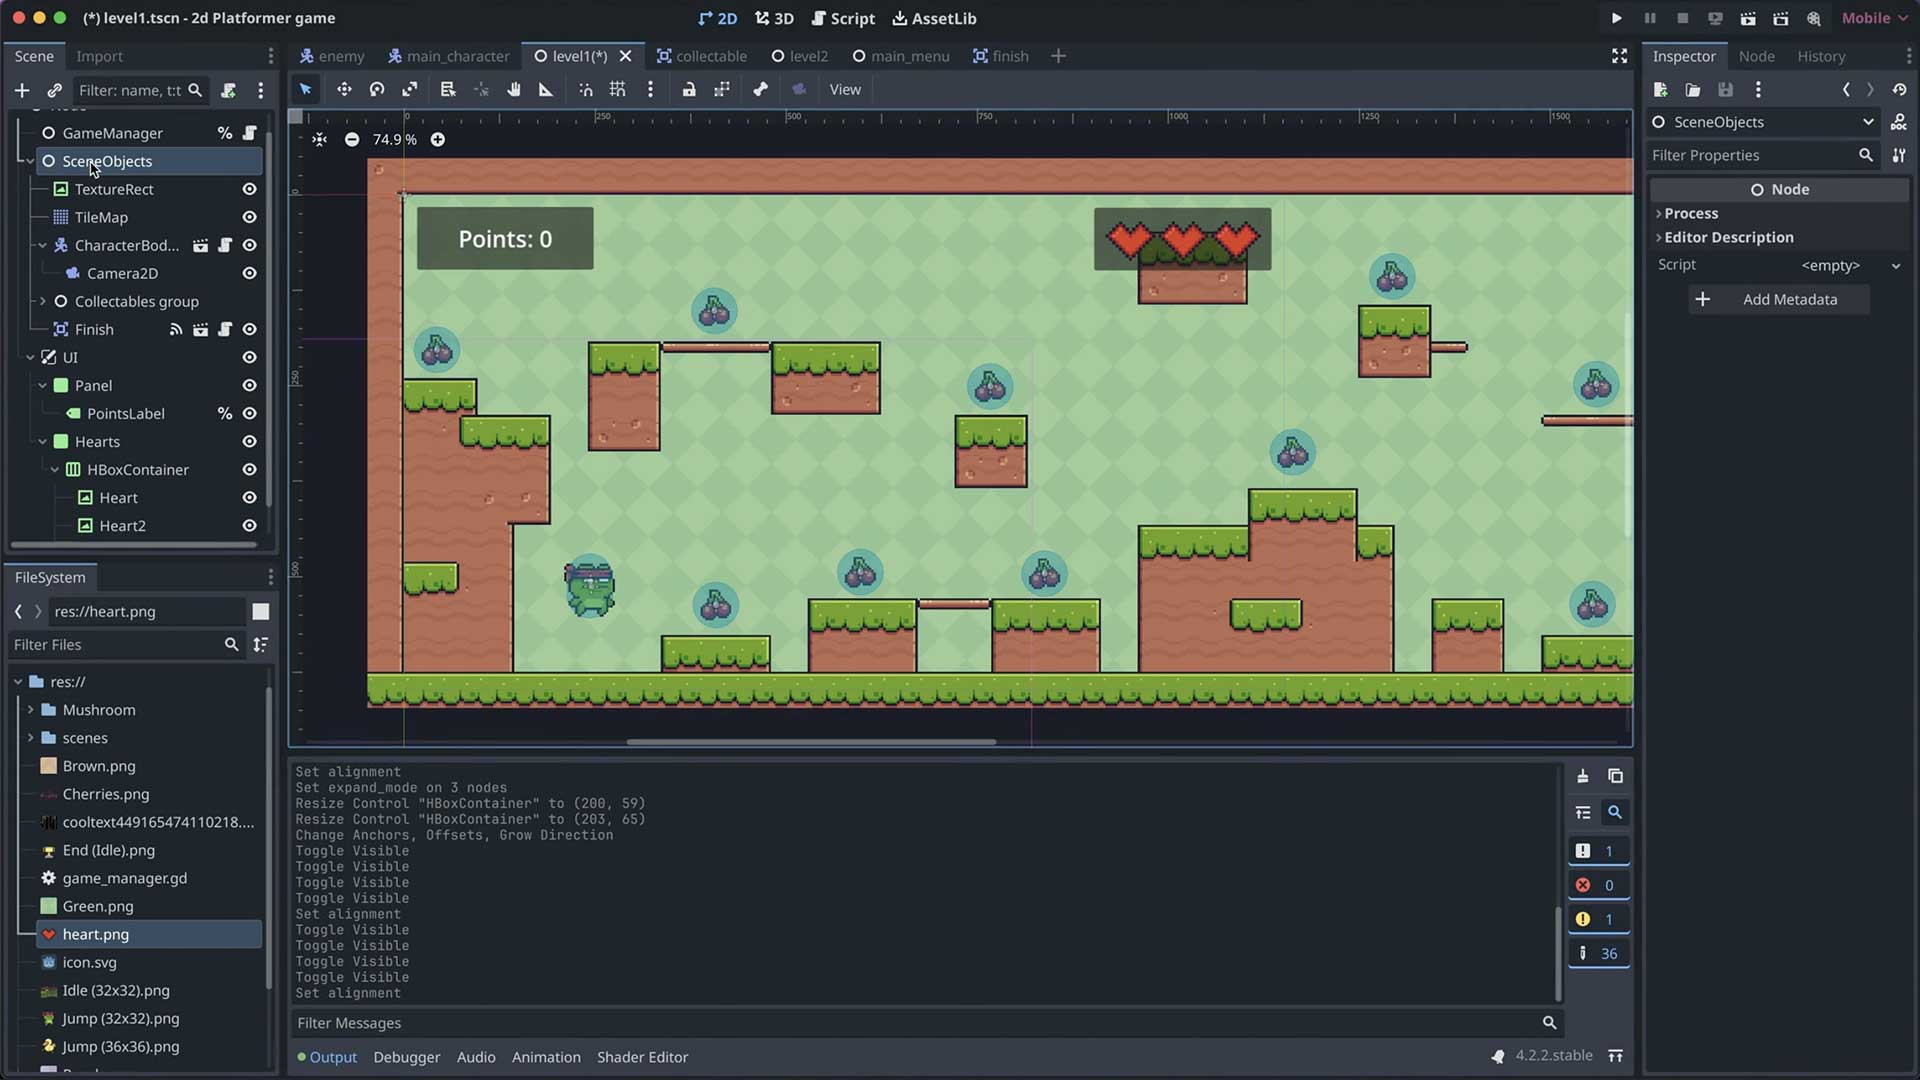 (*) level1.tscn - 2d Platformer game
2D
3D
Script
AssetLib
Mobile
Scene
Import
enemy
main_character
level1(*)
collectable
level2
main_menu
finish
Inspector
Node
History
Filter: name, t:t
View
GameManager
%
SceneObjects
TextureRect
TileMap
CharacterBod...
Camera2D
Collectables group
Finish
UI
Panel
PointsLabel
%
Hearts
HBoxContainer
Heart
Heart2
0
250
500
750
1000
1250
1500
74.9 %
0
250
500
Points: 0
SceneObjects
Filter Properties
Node
Process
Editor Description
Script
<empty>
Add Metadata
FileSystem
res://heart.png
Filter Files
res://
Mushroom
scenes
Brown.png
Cherries.png
cooltext449165474110218....
End (Idle).png
game_manager.gd
Green.png
heart.png
icon.svg
Idle (32x32).png
Jump (32x32).png
Jump (36x36).png
Set alignment
Set expand_mode on 3 nodes
Resize Control "HBoxContainer" to (200, 59)
Resize Control "HBoxContainer" to (203, 65)
Change Anchors, Offsets, Grow Direction
Toggle Visible
Toggle Visible
Toggle Visible
Toggle Visible
Set alignment
Toggle Visible
Toggle Visible
Toggle Visible
Toggle Visible
Set alignment
1
0
1
36
Filter Messages
Output
Debugger
Audio
Animation
Shader Editor
4.2.2.stable